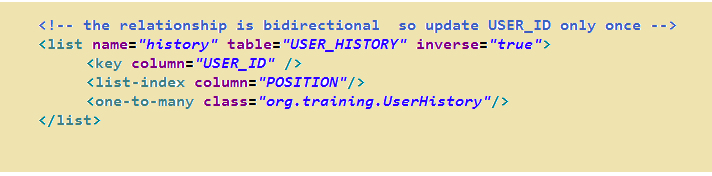 <!-- the relationship is bidirectional  so update USER_ID only once -->
<list name="history" table="USER_HISTORY" inverse="true">
<key column="USER_ID" />
<list-index column="POSITION"/>
<one-to-many class="org.training.UserHistory"/>
</list>